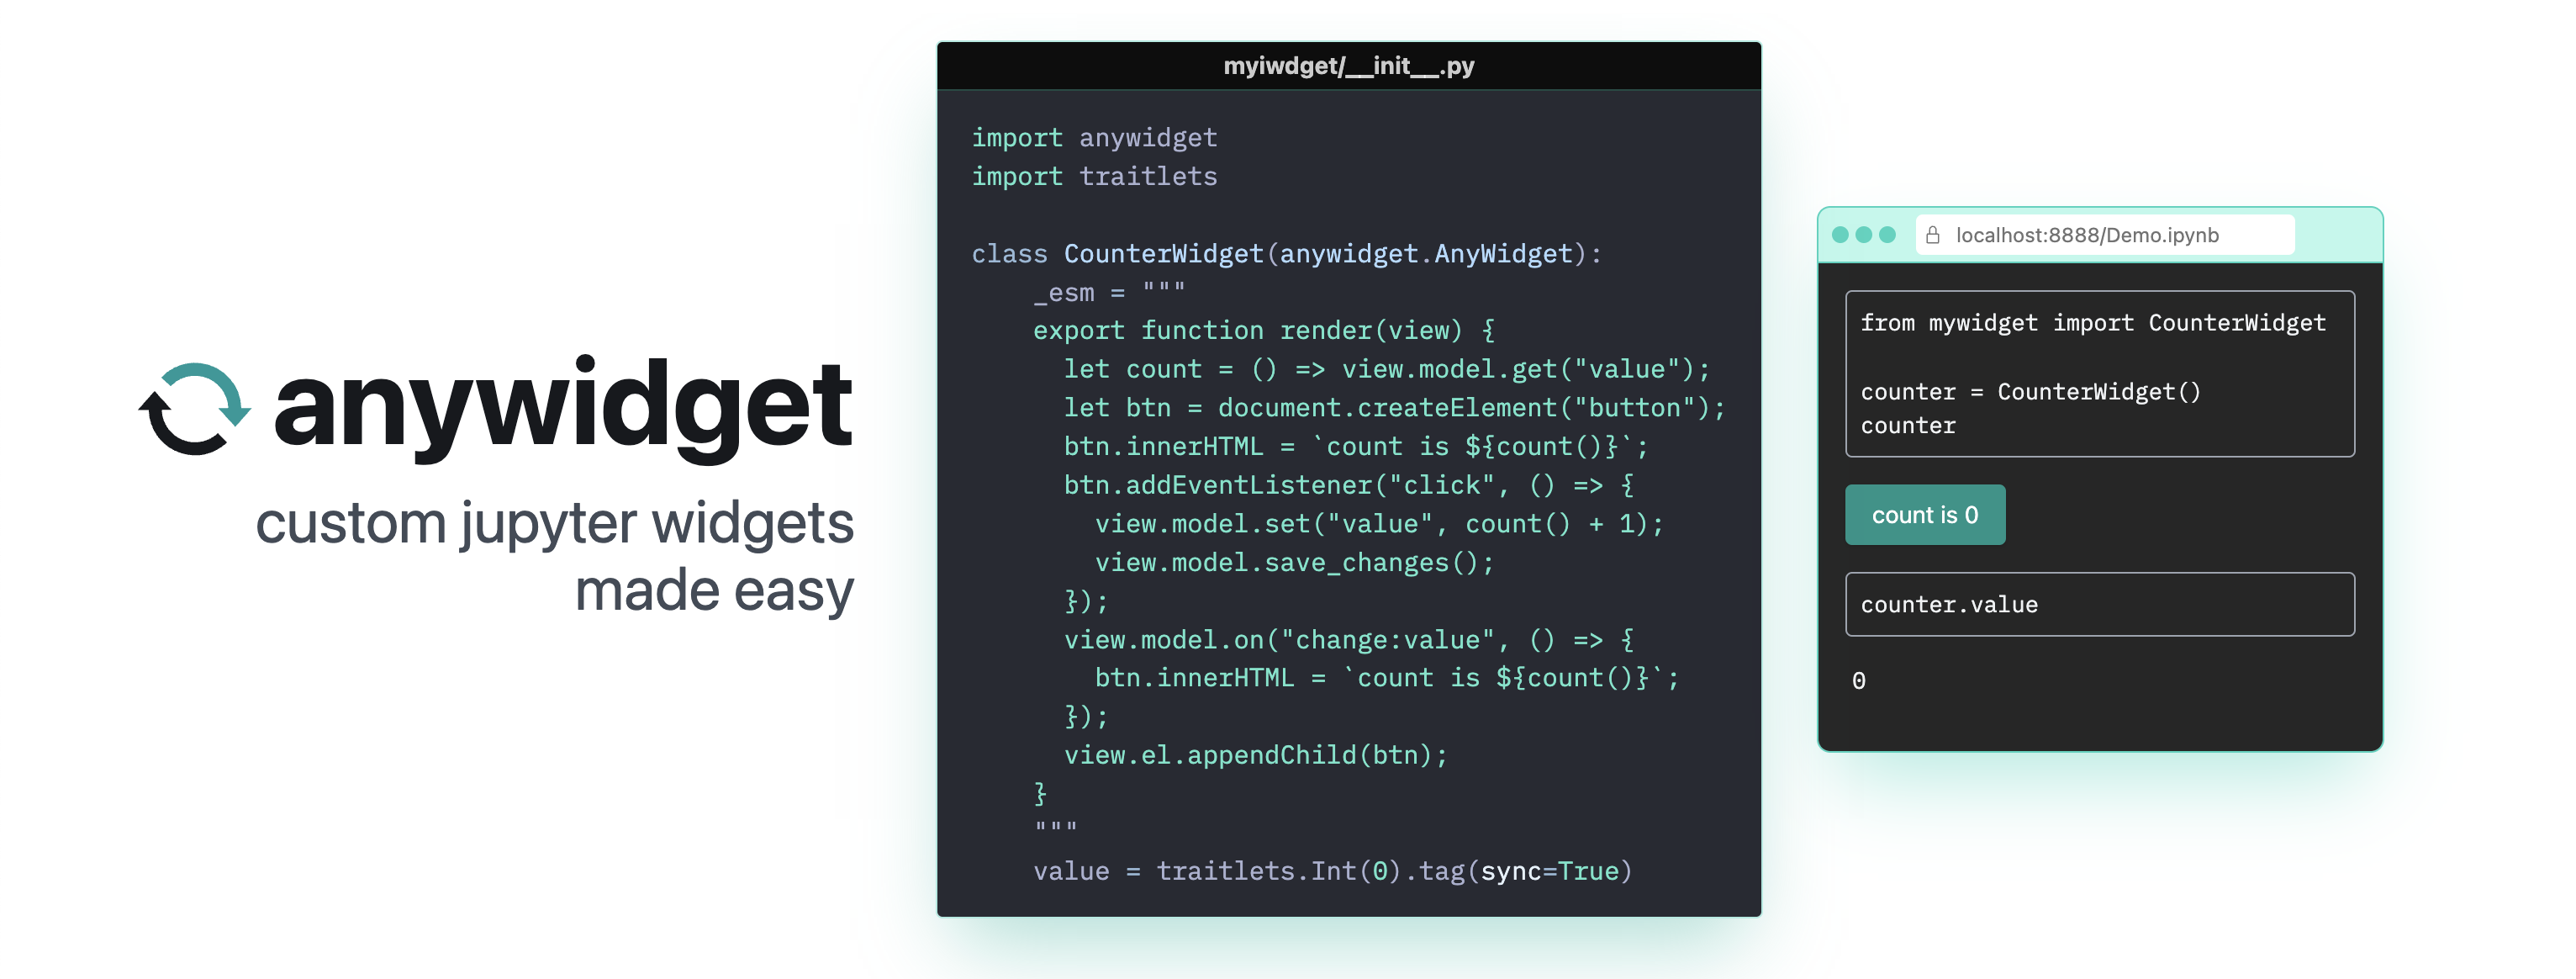 anywidget
custom jupyter widgets
made easy
myiwdget/__init__.py
import anywidget
import traitlets
class CounterWidget(anywidget.AnyWidget):
    _esm = """
    export function render(view) {
      let count = () => view.model.get("value");
      let btn = document.createElement("button");
      btn.innerHTML = `count is ${count()}`;
      btn.addEventListener("click", () => {
        view.model.set("value", count() + 1);
        view.model.save_changes();
      });
      view.model.on("change:value", () => {
        btn.innerHTML = `count is ${count()}`;
      });
      view.el.appendChild(btn);
    }
    """
    value = traitlets.Int(0).tag(sync=True)
localhost:8888/Demo.ipynb
from mywidget import CounterWidget
counter = CounterWidget()
counter
count is 0
counter.value
0